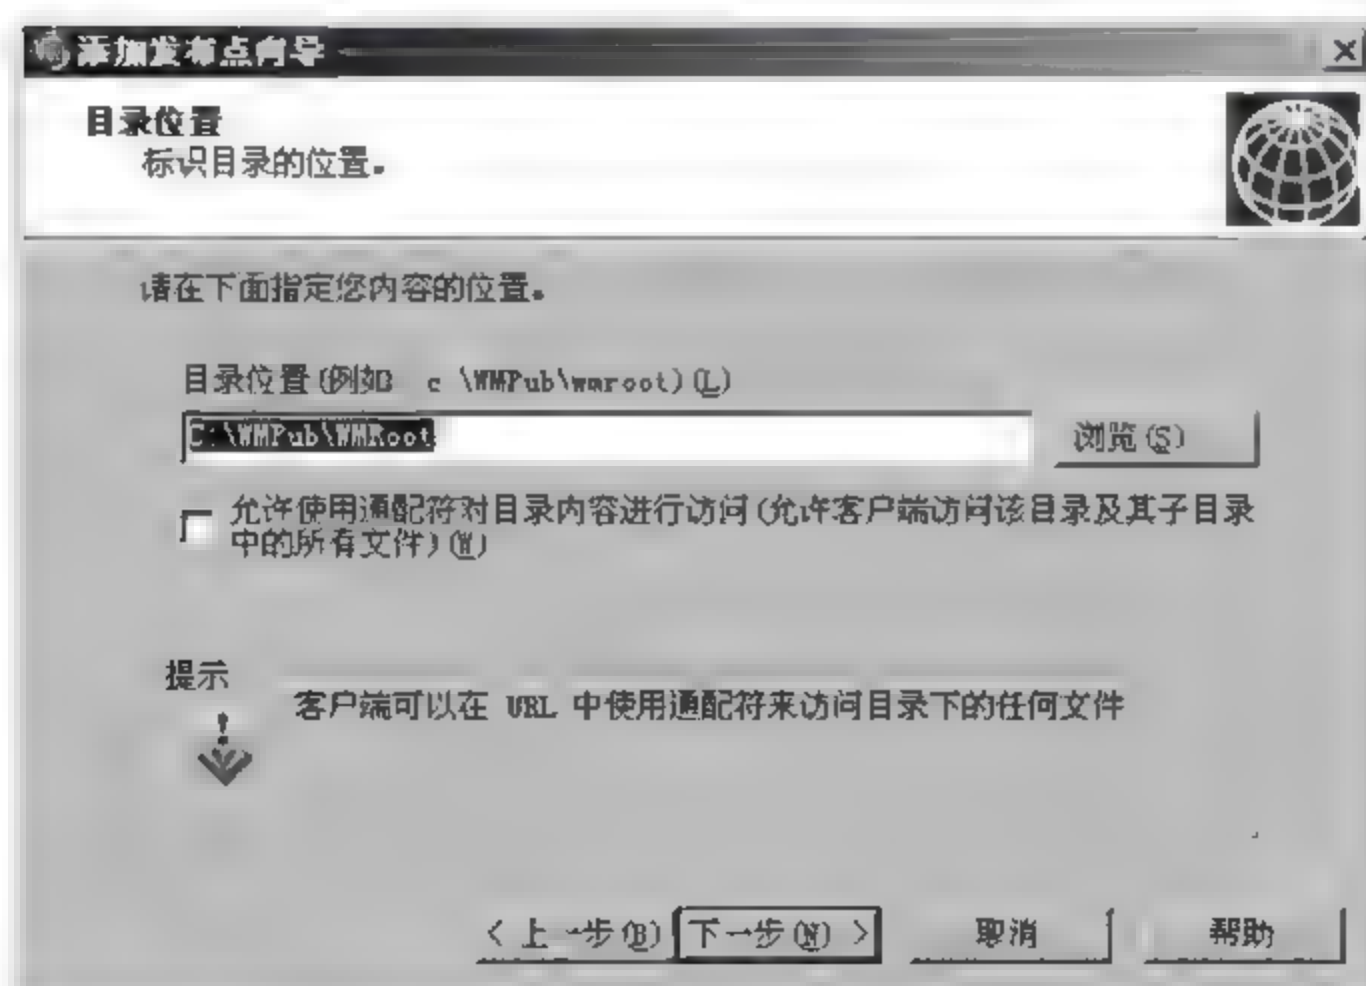 添加发布点向导
目录位置
标识目录的位置。
请在下面指定您内容的位置。
目录位置(例如 c \WMPub\wmroot)(L)
C:\WMPub\WMRoot
浏览(S)
允许使用通配符对目录内容进行访问(允许客户端访问该目录及其子目录
中的所有文件)(W)
提示
客户端可以在 URL 中使用通配符来访问目录下的任何文件
< 上一步(B)
下一步(N) >
取消
帮助